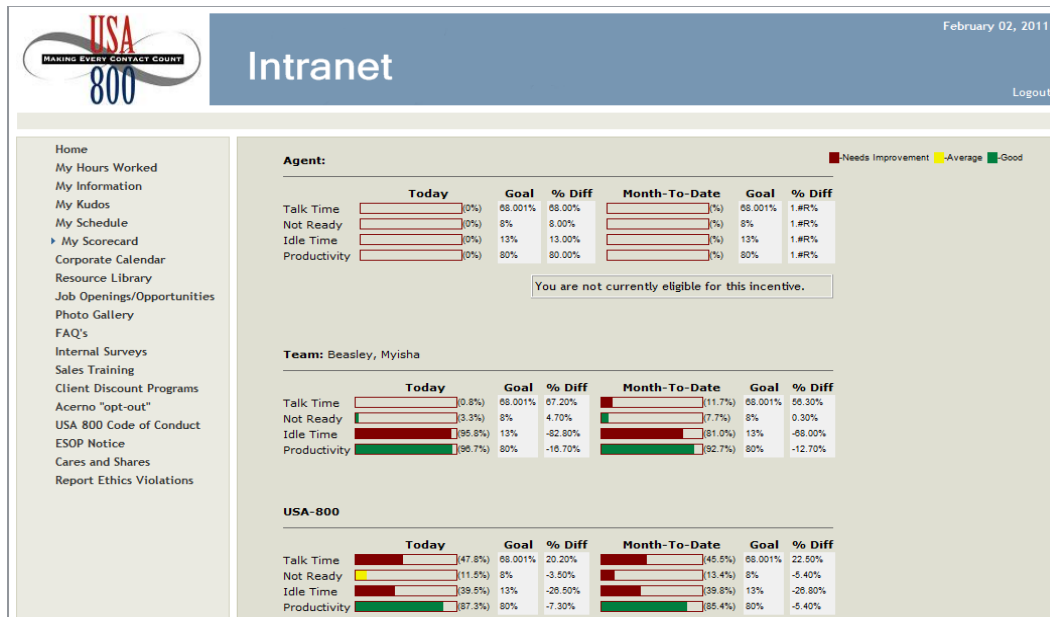 USA
MAKING EVERY CONTACT COUNT
800
Intranet
February 02, 2011
Logout
Home
My Hours Worked
My Information
My Kudos
My Schedule
My Scorecard
Corporate Calendar
Resource Library
Job Openings/Opportunities
Photo Gallery
FAQ's
Internal Surveys
Sales Training
Client Discount Programs
Acerno "opt-out"
USA 800 Code of Conduct
ESOP Notice
Cares and Shares
Report Ethics Violations
Agent:
-Needs Improvement -Average -Good
Today Goal % Diff Month-To-Date Goal % Diff
Talk Time (0%) 68.001% 68.00% (%) 68.001% 1.#R%
Not Ready (0%) 8% 8.00% (%) 8% 1.#R%
Idle Time (0%) 13% 13.00% (%) 13% 1.#R%
Productivity (0%) 80% 80.00% (%) 80% 1.#R%
You are not currently eligible for this incentive.
Team: Beasley, Myisha
Today Goal % Diff Month-To-Date Goal % Diff
Talk Time (0.8%) 68.001% 67.20% (11.7%) 68.001% 56.30%
Not Ready (3.3%) 8% 4.70% (7.7%) 8% 0.30%
Idle Time (95.8%) 13% -82.80% (81.0%) 13% -68.00%
Productivity (96.7%) 80% -16.70% (92.7%) 80% -12.70%
USA-800
Today Goal % Diff Month-To-Date Goal % Diff
Talk Time (47.8%) 68.001% 20.20% (45.5%) 68.001% 22.50%
Not Ready (11.5%) 8% -3.50% (13.4%) 8% -5.40%
Idle Time (39.5%) 13% -26.50% (39.8%) 13% -26.80%
Productivity (87.3%) 80% -7.30% (85.4%) 80% -5.40%